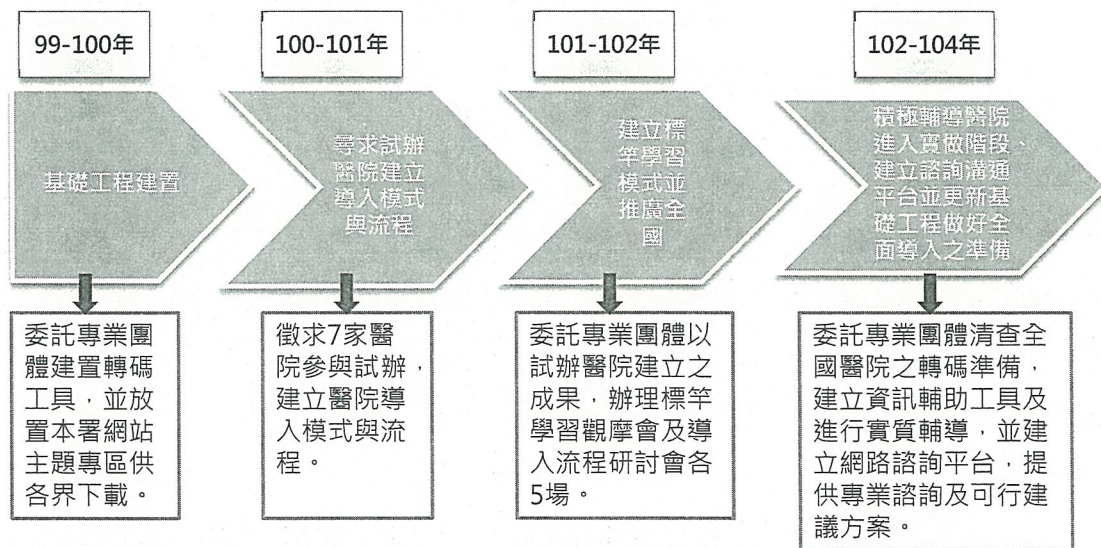 99-100年
100-101年
101-102年
102-104年
基礎工程建置
尋求試辦
醫院建立
導入模式
與流程
建立標
竿學習
模式並
推廣全
國
積極輔導醫院
進入實做階段、
建立諮詢溝通
平台並更新基
礎工程做好全
面導入之準備
委託專業團
體建置轉碼
工具，並放
置本署網站
主題專區供
各界下載。
徵求7家醫
院參與試辦，
建立醫院導
入模式與流
程。
委託專業團體以
試辦醫院建立之
成果，辦理標竿
學習觀摩會及導
入流程研討會各
5場。
委託專業團體清查全
國醫院之轉碼準備，
建立資訊輔助工具及
進行實質輔導，並建
立網路諮詢平台，提
供專業諮詢及可行建
議方案。